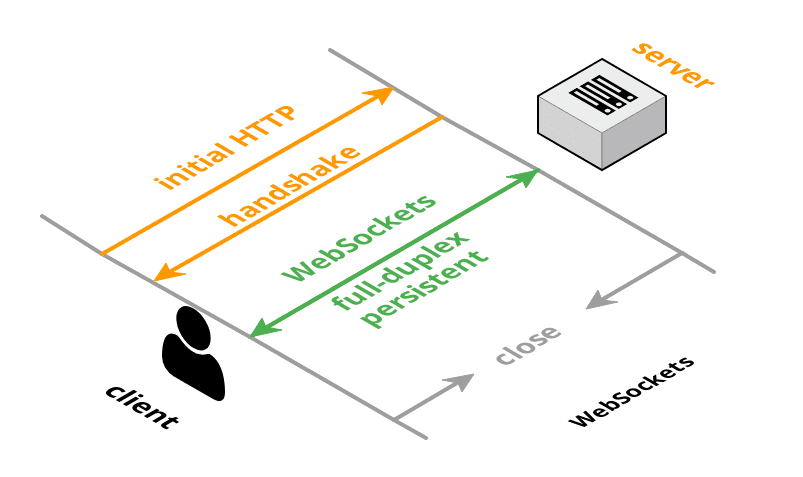 server
initial HTTP
handshake
WebSockets
full-duplex
persistent
close
client
WebSockets